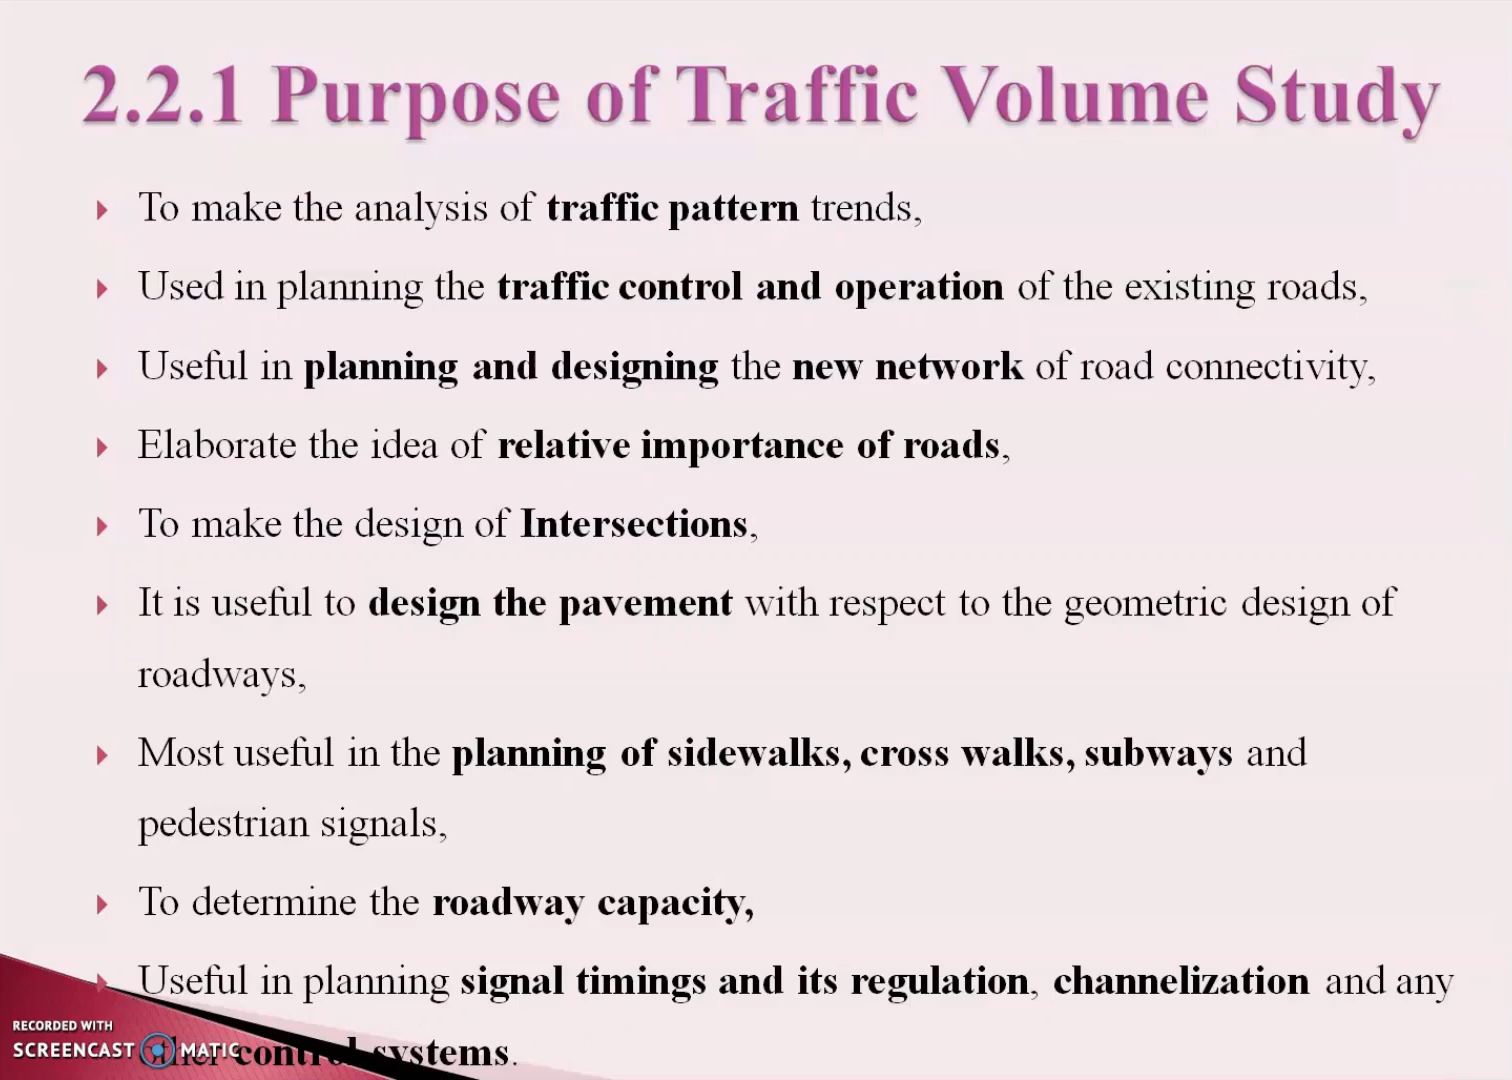 2.2.1 Purpose of Traffic Volume Study
To make the analysis of traffic pattern trends,
Used in planning the traffic control and operation of the existing roads,
Useful in planning and designing the new network of road connectivity,
Elaborate the idea of relative importance of roads,
To make the design of Intersections,
It is useful to design the pavement with respect to the geometric design of
roadways,
Most useful in the planning of sidewalks, cross walks, subways and
pedestrian signals,
To determine the roadway capacity,
Useful in planning signal timings and its regulation, channelization and any
other control systems.
RECORDED WITH
SCREENCAST MATIC